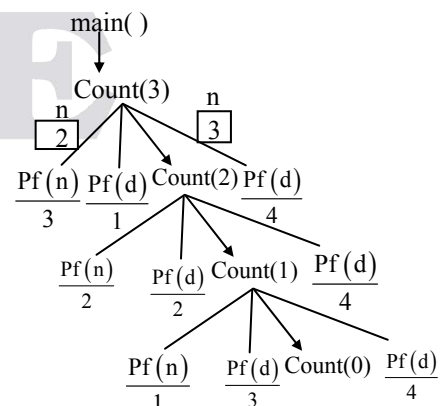 main( )
Count(3)
n
2
n
3
Pf (n)
3
Pf (d)
1
Count(2)
Pf (d)
4
Pf (n)
2
Pf (d)
2
Count(1)
Pf (d)
4
Pf (n)
1
Pf (d)
3
Count(0)
Pf (d)
4